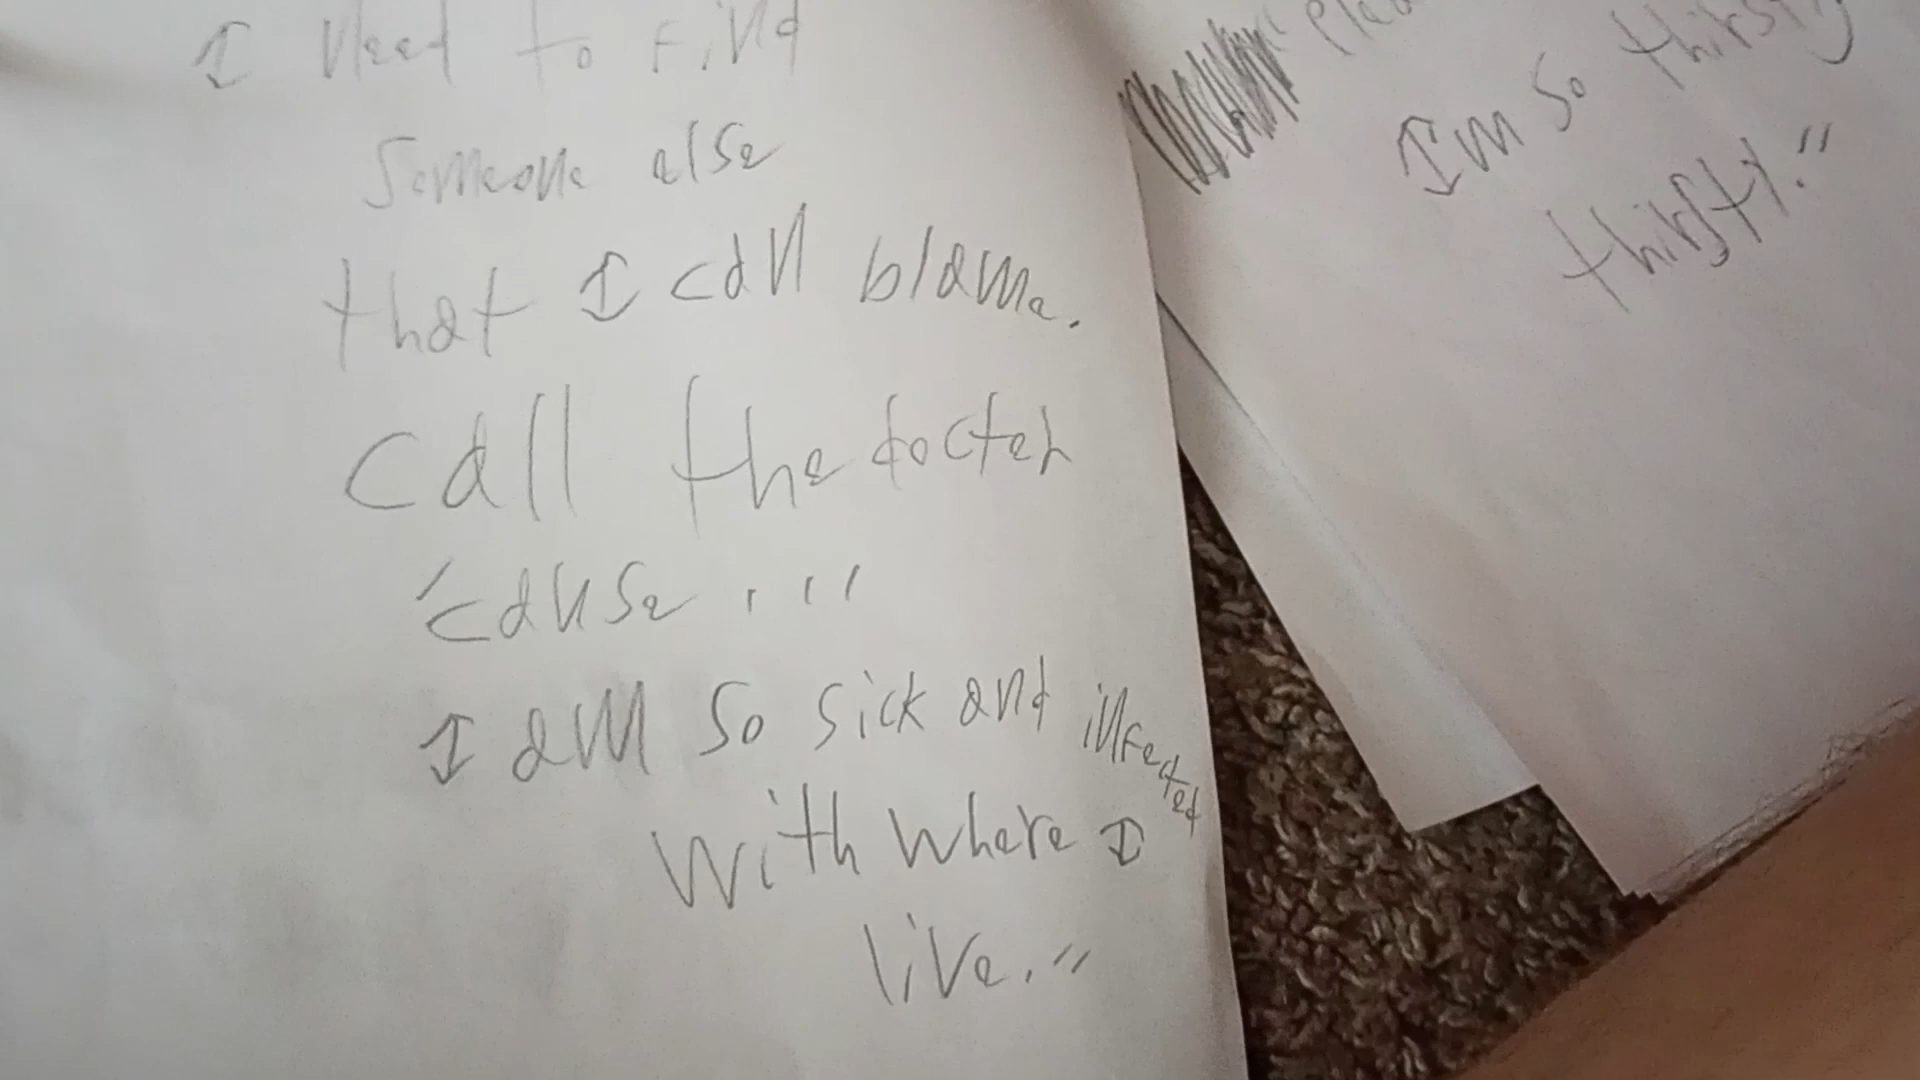 I need to find
someone else
that I can blame.
call the docter
'cause...
I am so sick and infected
with where I
live."
I'm so thirsty
thirsty."